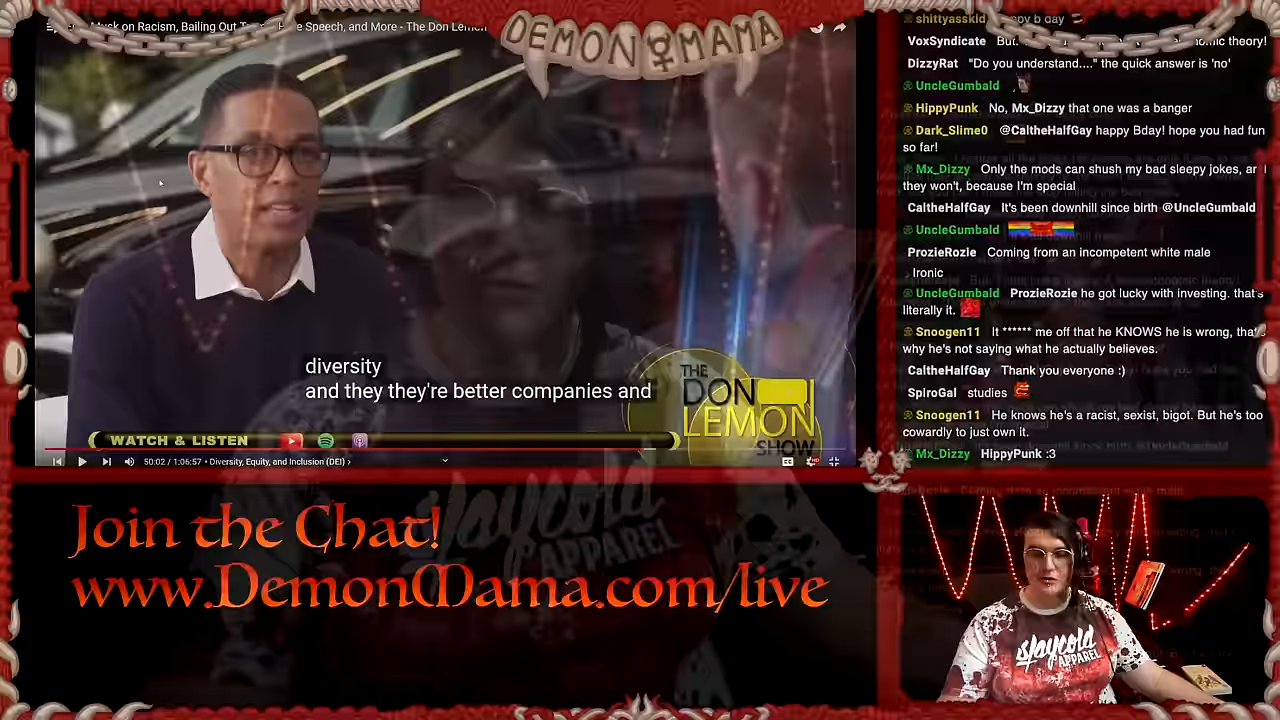 Musk on Racism, Bailing Out
Speech, and More - The Don Lemon
DEMON MAMA
diversity
and they they're better companies and
THE
DON
LEMON
SHOW
WATCH & LISTEN
50:02 / 1:06:57 • Diversity, Equity, and Inclusion (DEI) ›
Join the Chat!
www.DemonMama.com/live
slaycold
APPAREL
shittyasskid
b day
VoxSyndicate But.
theory!
DizzyRat "Do you understand...." the quick answer is 'no'
UncleGumbald
HippyPunk No, Mx_Dizzy that one was a banger
Dark_Slime0 @CaltheHalfGay happy Bday! hope you had fun
so far!
Mx_Dizzy Only the mods can shush my bad sleepy jokes,
they won't, because I'm special
CaltheHalfGay It's been downhill since birth @UncleGumbald
UncleGumbald
ProzieRozie Coming from an incompetent white male
Ironic
UncleGumbald ProzieRozie he got lucky with investing. that's
literally it.
Snoogen11 It ****** me off that he KNOWS he is wrong,
why he's not saying what he actually believes.
CaltheHalfGay Thank you everyone :)
SpiroGal studies
Snoogen11 He knows he's a racist, sexist, bigot. But he's too
cowardly to just own it.
Mx_Dizzy HippyPunk :3
slaycold
APPAREL